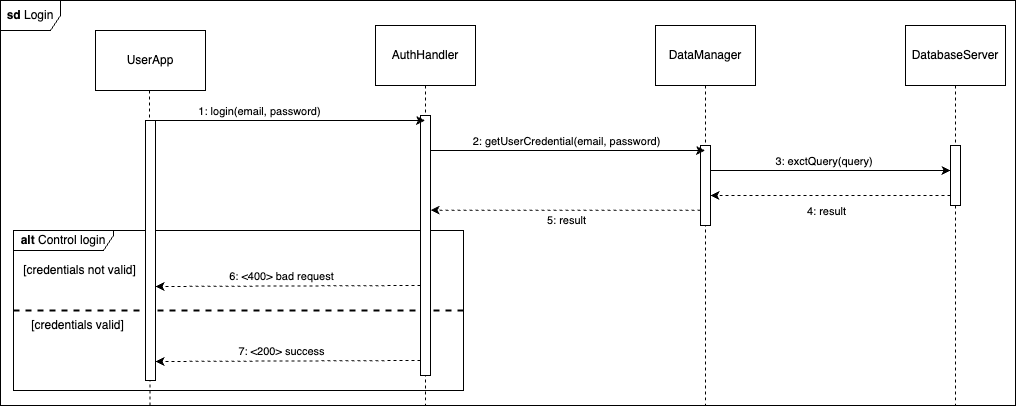 sd Login
UserApp
AuthHandler
DataManager
DatabaseServer
1: login(email, password)
2: getUserCredential(email, password)
3: exctQuery(query)
4: result
5: result
alt Control login
[credentials not valid]
6: <400> bad request
[credentials valid]
7: <200> success